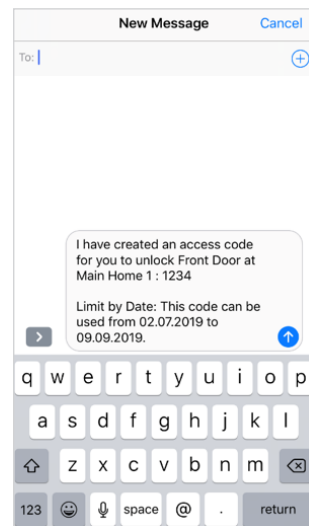 New Message Cancel
To:
I have created an access code
for you to unlock Front Door at
Main Home 1 : 1234
Limit by Date: This code can be
used from 02.07.2019 to
09.09.2019.
q w e r t y u i o p
a s d f g h j k l
z x c v b n m
123 space @ . return